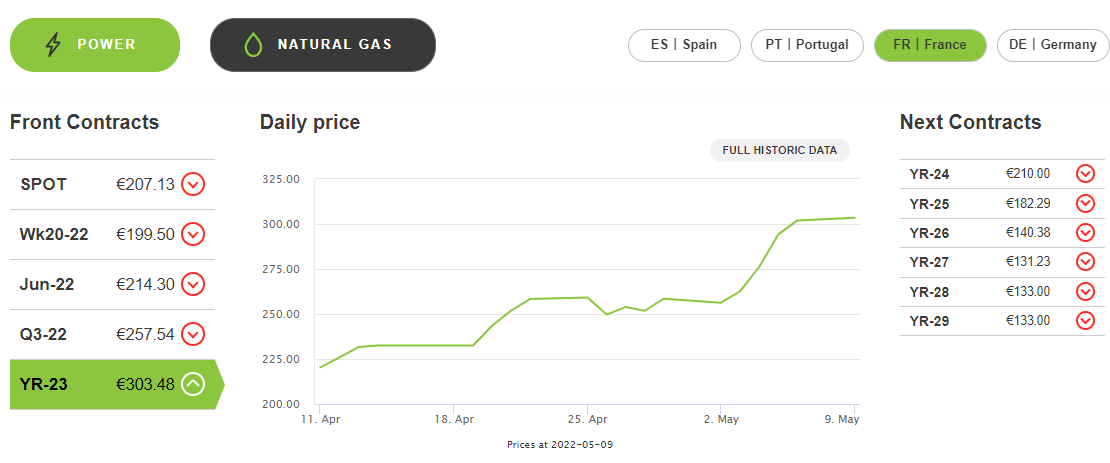 POWER
NATURAL GAS
ES | Spain
PT | Portugal
FR | France
DE | Germany
Front Contracts
SPOT €207.13
Wk20-22 €199.50
Jun-22 €214.30
Q3-22 €257.54
YR-23 €303.48
Daily price
FULL HISTORIC DATA
325.00
300.00
275.00
250.00
225.00
200.00
11. Apr 18. Apr 25. Apr 2. May 9. May
Prices at 2022-05-09
Next Contracts
YR-24 €210.00
YR-25 €182.29
YR-26 €140.38
YR-27 €131.23
YR-28 €133.00
YR-29 €133.00